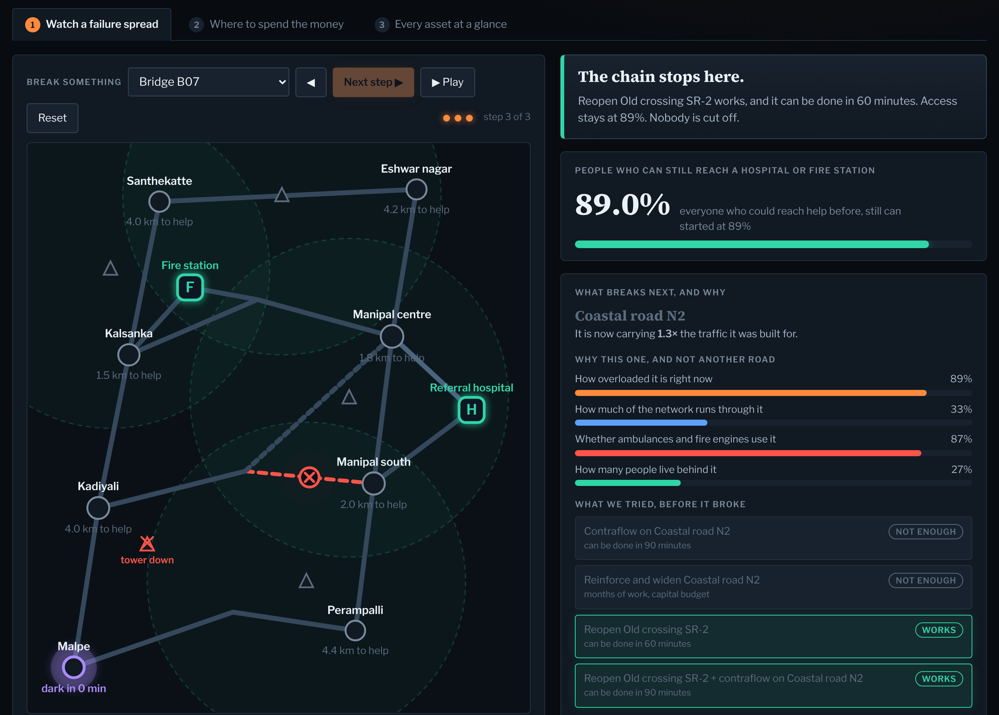 1 Watch a failure spread
2 Where to spend the money
3 Every asset at a glance
BREAK SOMETHING
Bridge B07
◀
Next step ▶
▶ Play
Reset
step 3 of 3
Santhekatte
4.0 km to help
Eshwar nagar
4.2 km to help
Fire station
F
Manipal centre
1.8 km to help
Kalsanka
1.5 km to help
Referral hospital
H
Manipal south
2.0 km to help
Kadiyali
4.0 km to help
tower down
Perampalli
4.4 km to help
Malpe
dark in 0 min
The chain stops here.
Reopen Old crossing SR-2 works, and it can be done in 60 minutes. Access
stays at 89%. Nobody is cut off.
PEOPLE WHO CAN STILL REACH A HOSPITAL OR FIRE STATION
89.0%
everyone who could reach help before, still can
started at 89%
WHAT BREAKS NEXT, AND WHY
Coastal road N2
It is now carrying 1.3× the traffic it was built for.
WHY THIS ONE, AND NOT ANOTHER ROAD
How overloaded it is right now 89%
How much of the network runs through it 33%
Whether ambulances and fire engines use it 87%
How many people live behind it 27%
WHAT WE TRIED, BEFORE IT BROKE
Contraflow on Coastal road N2 NOT ENOUGH
can be done in 90 minutes
Reinforce and widen Coastal road N2 NOT ENOUGH
months of work, capital budget
Reopen Old crossing SR-2 WORKS
can be done in 60 minutes
Reopen Old crossing SR-2 + contraflow on Coastal road N2 WORKS
can be done in 90 minutes